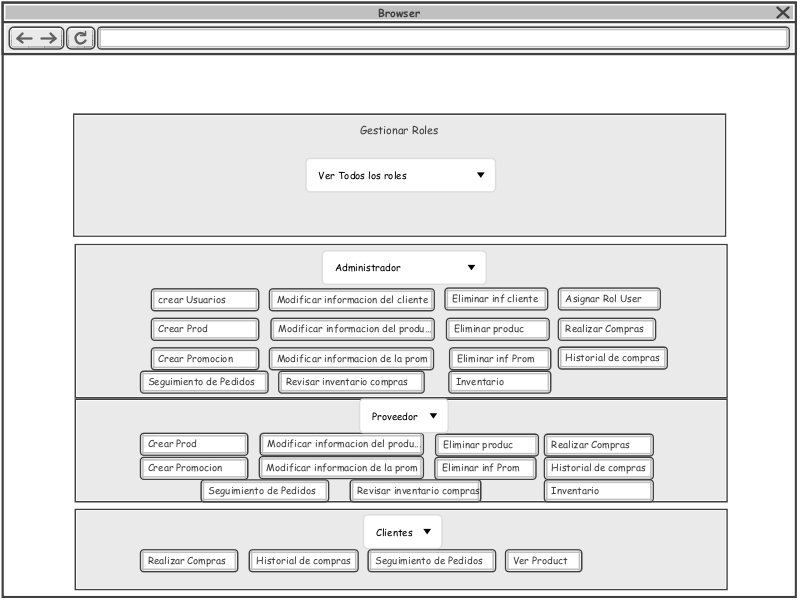 Browser
Gestionar Roles
Ver Todos los roles
Administrador
crear Usuarios
Modificar informacion del cliente
Eliminar inf cliente
Asignar Rol User
Crear Prod
Modificar informacion del produ...
Eliminar produc
Realizar Compras
Crear Promocion
Modificar informacion de la prom
Eliminar inf Prom
Historial de compras
Seguimiento de Pedidos
Revisar inventario compras
Inventario
Proveedor
Crear Prod
Modificar informacion del produ...
Eliminar produc
Realizar Compras
Crear Promocion
Modificar informacion de la prom
Eliminar inf Prom
Historial de compras
Seguimiento de Pedidos
Revisar inventario compras
Inventario
Clientes
Realizar Compras
Historial de compras
Seguimiento de Pedidos
Ver Product